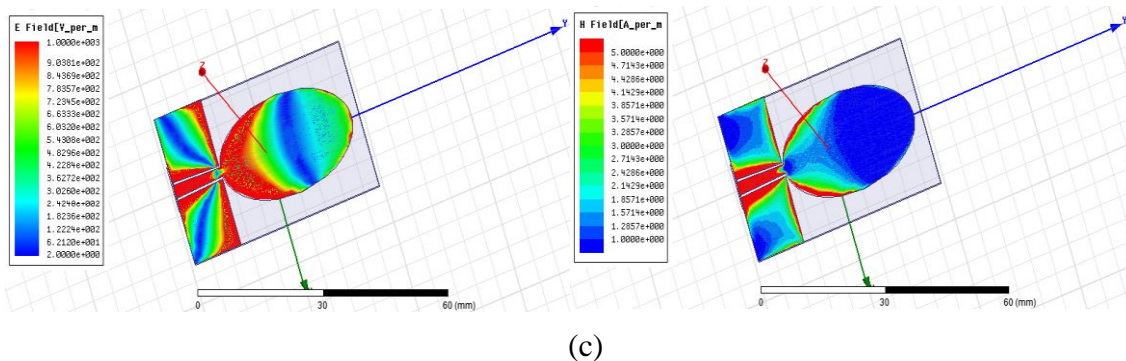 E Field[V_per_m
1.0000e+003
9.0381e+002
8.4369e+002
7.8357e+002
7.2345e+002
6.6333e+002
6.0320e+002
5.4308e+002
4.8296e+002
4.2284e+002
3.6272e+002
3.0260e+002
2.4248e+002
1.8236e+002
1.2224e+002
6.2120e+001
2.0000e+000
Z
Y
0 30 60 (mm)
H Field[A_per_m
5.0000e+000
4.7143e+000
4.4286e+000
4.1429e+000
3.8571e+000
3.5714e+000
3.2857e+000
3.0000e+000
2.7143e+000
2.4286e+000
2.1429e+000
1.8571e+000
1.5714e+000
1.2857e+000
1.0000e+000
Z
Y
0 30 60 (mm)
(c)